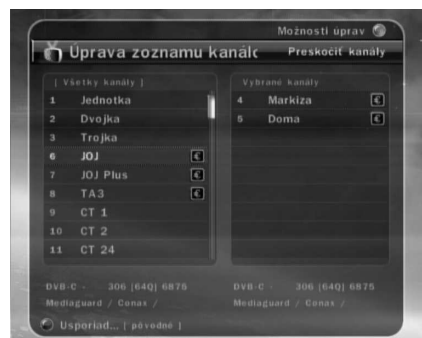 Možnosti úprav
Úprava zoznamu kanálo Preskočiť kanály
[ Všetky kanály ]
1 Jednotka
2 Dvojka
3 Trojka
6 JOJ €
7 JOJ Plus €
8 TA3 €
9 CT 1
10 CT 2
11 CT 24
Vybrané kanály
4 Markiza €
5 Doma €
DVB-C - 306 [64Q] 6875
Mediaguard / Conax /
DVB-C - 306 [64Q] 6875
Mediaguard / Conax /
Usporiad... [ pôvodné ]